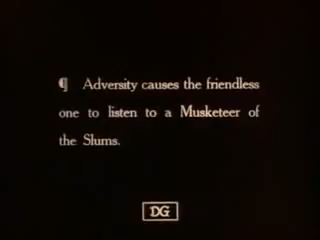 ¶ Adversity causes the friendless
one to listen to a Musketeer of
the Slums.
DG